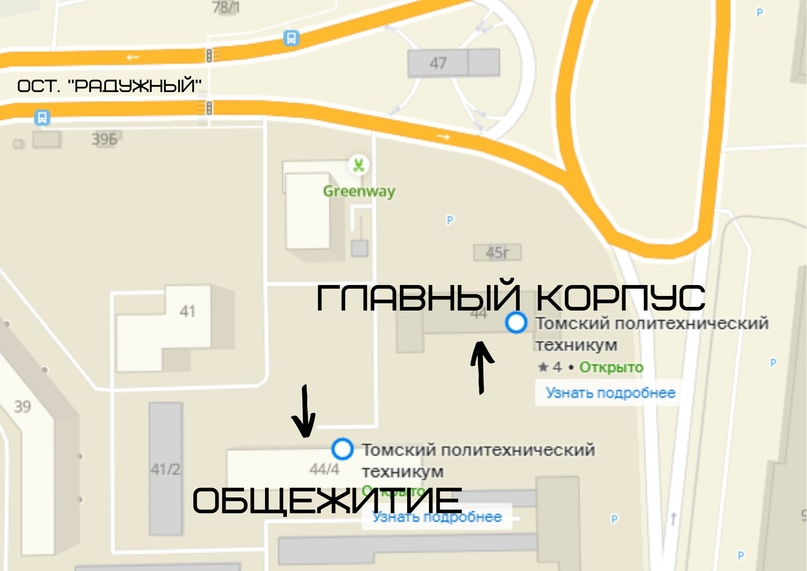 78/1
P
47
ОСТ. "РАДУЖНЫЙ"
39Б
Greenway
P
45г
ГЛАВНЫЙ КОРПУС
41
44
Томский политехнический
техникум
★ 4 • Открыто
Узнать подробнее
P
39
Томский политехнический
техникум
41/2
44/4
Открыто
ОБЩЕЖИТИЕ
Узнать подробнее
P
P